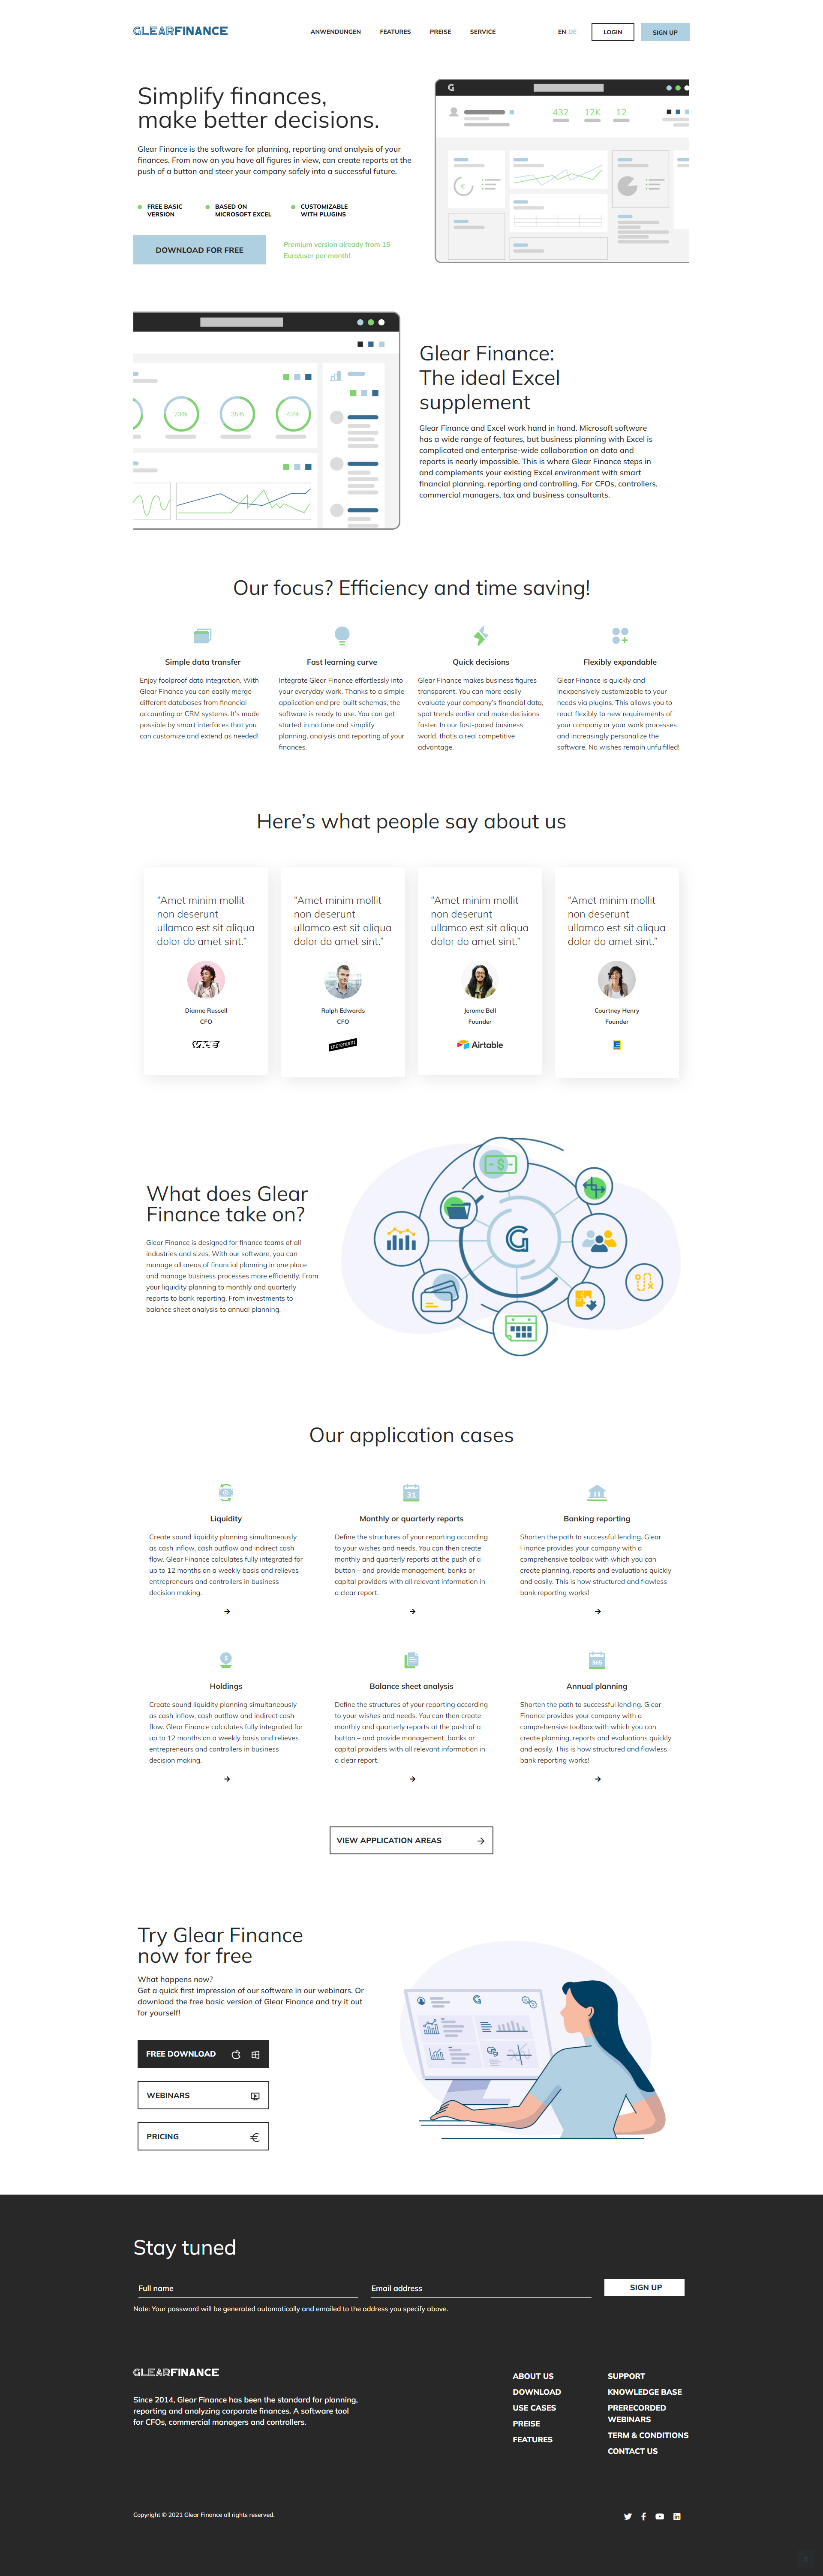 GLEARFINANCE
ANWENDUNGEN FEATURES PREISE SERVICE
EN DE
LOGIN
SIGN UP
Simplify finances,
make better decisions.
Glear Finance is the software for planning, reporting and analysis of your
finances. From now on you have all figures in view, can create reports at the
push of a button and steer your company safely into a successful future.
FREE BASIC
VERSION
BASED ON
MICROSOFT EXCEL
CUSTOMIZABLE
WITH PLUGINS
DOWNLOAD FOR FREE
Premium version already from 15
Euro/user per month!
432 12K 12
23% 35% 43%
Glear Finance:
The ideal Excel
supplement
Glear Finance and Excel work hand in hand. Microsoft software
has a wide range of features, but business planning with Excel is
complicated and enterprise-wide collaboration on data and
reports is nearly impossible. This is where Glear Finance steps in
and complements your existing Excel environment with smart
financial planning, reporting and controlling. For CFOs, controllers,
commercial managers, tax and business consultants.
Our focus? Efficiency and time saving!
Simple data transfer
Enjoy foolproof data integration. With
Glear Finance you can easily merge
different databases from financial
accounting or CRM systems. It's made
possible by smart interfaces that you
can customize and extend as needed!
Fast learning curve
Integrate Glear Finance effortlessly into
your everyday work. Thanks to a simple
application and pre-built schemas, the
software is ready to use. You can get
started in no time and simplify
planning, analysis and reporting of your
finances.
Quick decisions
Glear Finance makes business figures
transparent. You can more easily
evaluate your company's financial data,
spot trends earlier and make decisions
faster. In our fast-paced business
world, that's a real competitive
advantage.
Flexibly expandable
Glear Finance is quickly and
inexpensively customizable to your
needs via plugins. This allows you to
react flexibly to new requirements of
your company or your work processes
and increasingly personalize the
software. No wishes remain unfulfilled!
Here's what people say about us
“Amet minim mollit
non deserunt
ullamco est sit aliqua
dolor do amet sint.”
Dianne Russell
CFO
VICE
“Amet minim mollit
non deserunt
ullamco est sit aliqua
dolor do amet sint.”
Ralph Edwards
CFO
increment
“Amet minim mollit
non deserunt
ullamco est sit aliqua
dolor do amet sint.”
Jerome Bell
Founder
Airtable
“Amet minim mollit
non deserunt
ullamco est sit aliqua
dolor do amet sint.”
Courtney Henry
Founder
E
What does Glear
Finance take on?
Glear Finance is designed for finance teams of all
industries and sizes. With our software, you can
manage all areas of financial planning in one place
and manage business processes more efficiently. From
your liquidity planning to monthly and quarterly
reports to bank reporting. From investments to
balance sheet analysis to annual planning.
Our application cases
Liquidity
Create sound liquidity planning simultaneously
as cash inflow, cash outflow and indirect cash
flow. Glear Finance calculates fully integrated for
up to 12 months on a weekly basis and relieves
entrepreneurs and controllers in business
decision making.
31
Monthly or quarterly reports
Define the structures of your reporting according
to your wishes and needs. You can then create
monthly and quarterly reports at the push of a
button – and provide management, banks or
capital providers with all relevant information in
a clear report.
Banking reporting
Shorten the path to successful lending. Glear
Finance provides your company with a
comprehensive toolbox with which you can
create planning, reports and evaluations quickly
and easily. This is how structured and flawless
bank reporting works!
Holdings
Create sound liquidity planning simultaneously
as cash inflow, cash outflow and indirect cash
flow. Glear Finance calculates fully integrated for
up to 12 months on a weekly basis and relieves
entrepreneurs and controllers in business
decision making.
Balance sheet analysis
Define the structures of your reporting according
to your wishes and needs. You can then create
monthly and quarterly reports at the push of a
button – and provide management, banks or
capital providers with all relevant information in
a clear report.
365
Annual planning
Shorten the path to successful lending. Glear
Finance provides your company with a
comprehensive toolbox with which you can
create planning, reports and evaluations quickly
and easily. This is how structured and flawless
bank reporting works!
VIEW APPLICATION AREAS
Try Glear Finance
now for free
What happens now?
Get a quick first impression of our software in our webinars. Or
download the free basic version of Glear Finance and try it out
for yourself!
FREE DOWNLOAD
WEBINARS
PRICING
Stay tuned
Full name
Email address
SIGN UP
Note: Your password will be generated automatically and emailed to the address you specify above.
GLEARFINANCE
Since 2014, Glear Finance has been the standard for planning,
reporting and analyzing corporate finances. A software tool
for CFOs, commercial managers and controllers.
ABOUT US
DOWNLOAD
USE CASES
PREISE
FEATURES
SUPPORT
KNOWLEDGE BASE
PRERECORDED
WEBINARS
TERM & CONDITIONS
CONTACT US
Copyright © 2021 Glear Finance all rights reserved.